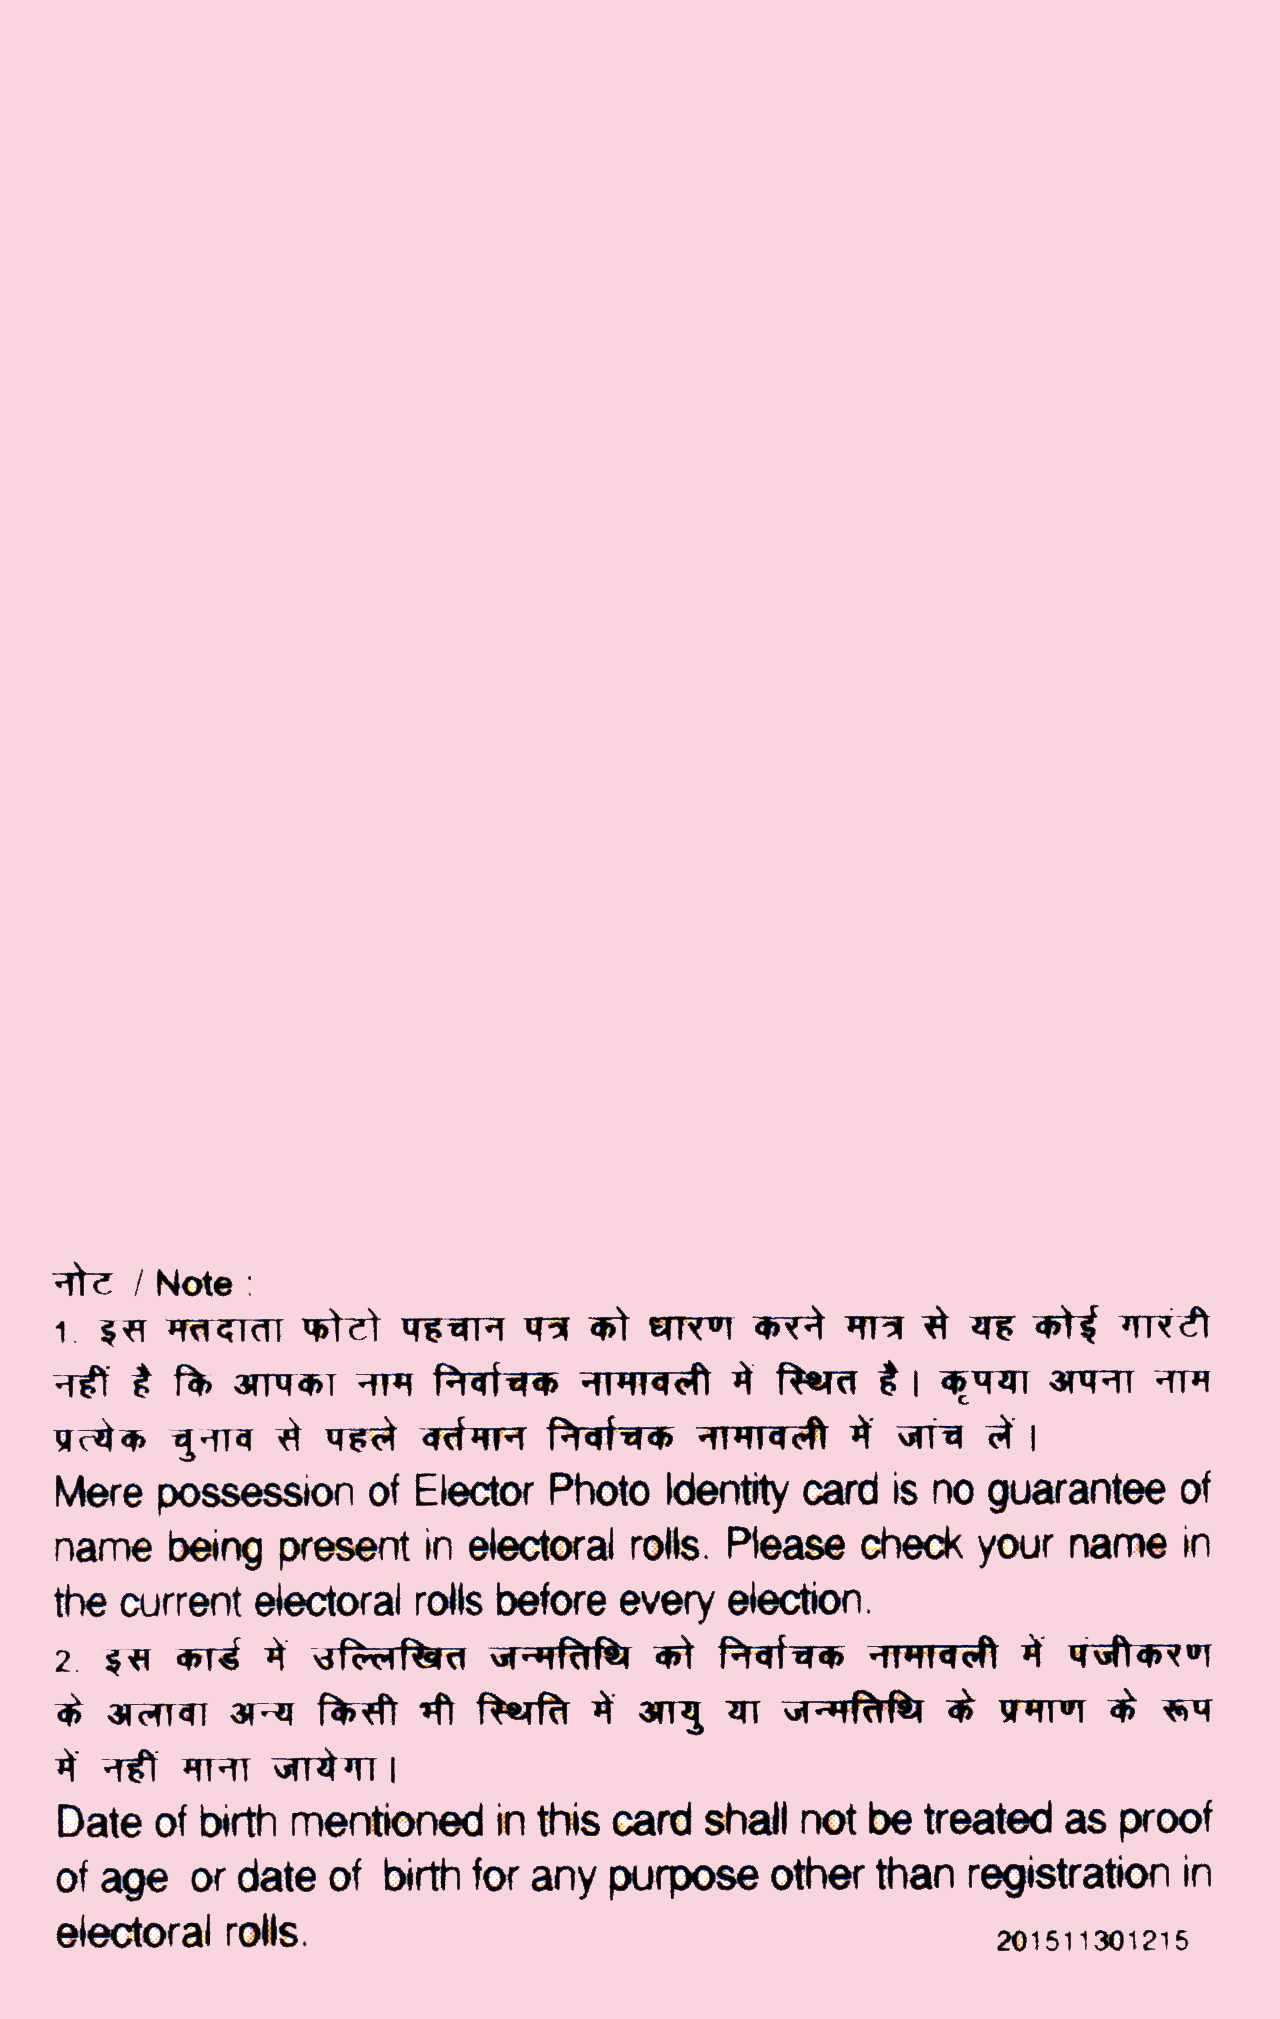 नोट / Note :
1. इस मतदाता फोटो पहचान पत्र को धारण करने मात्र से यह कोई गारंटी
नहीं है कि आपका नाम निर्वाचक नामावली में स्थित है। कृपया अपना नाम
प्रत्येक चुनाव से पहले वर्तमान निर्वाचक नामावली में जांच लें।
Mere possession of Elector Photo Identity card is no guarantee of
name being present in electoral rolls. Please check your name in
the current electoral rolls before every election.
2. इस कार्ड में उल्लिखित जन्मतिथि को निर्वाचक नामावली में पंजीकरण
के अलावा अन्य किसी भी स्थिति में आयु या जन्मतिथि के प्रमाण के रूप
में नहीं माना जायेगा।
Date of birth mentioned in this card shall not be treated as proof
of age or date of birth for any purpose other than registration in
electoral rolls. 201511301215